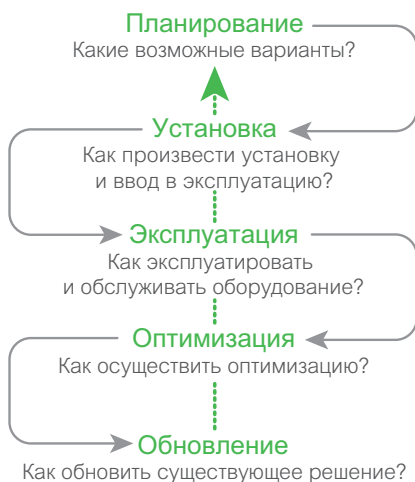 Планирование
Какие возможные варианты?
Установка
Как произвести установку
и ввод в эксплуатацию?
Эксплуатация
Как эксплуатировать
и обслуживать оборудование?
Оптимизация
Как осуществить оптимизацию?
Обновление
Как обновить существующее решение?